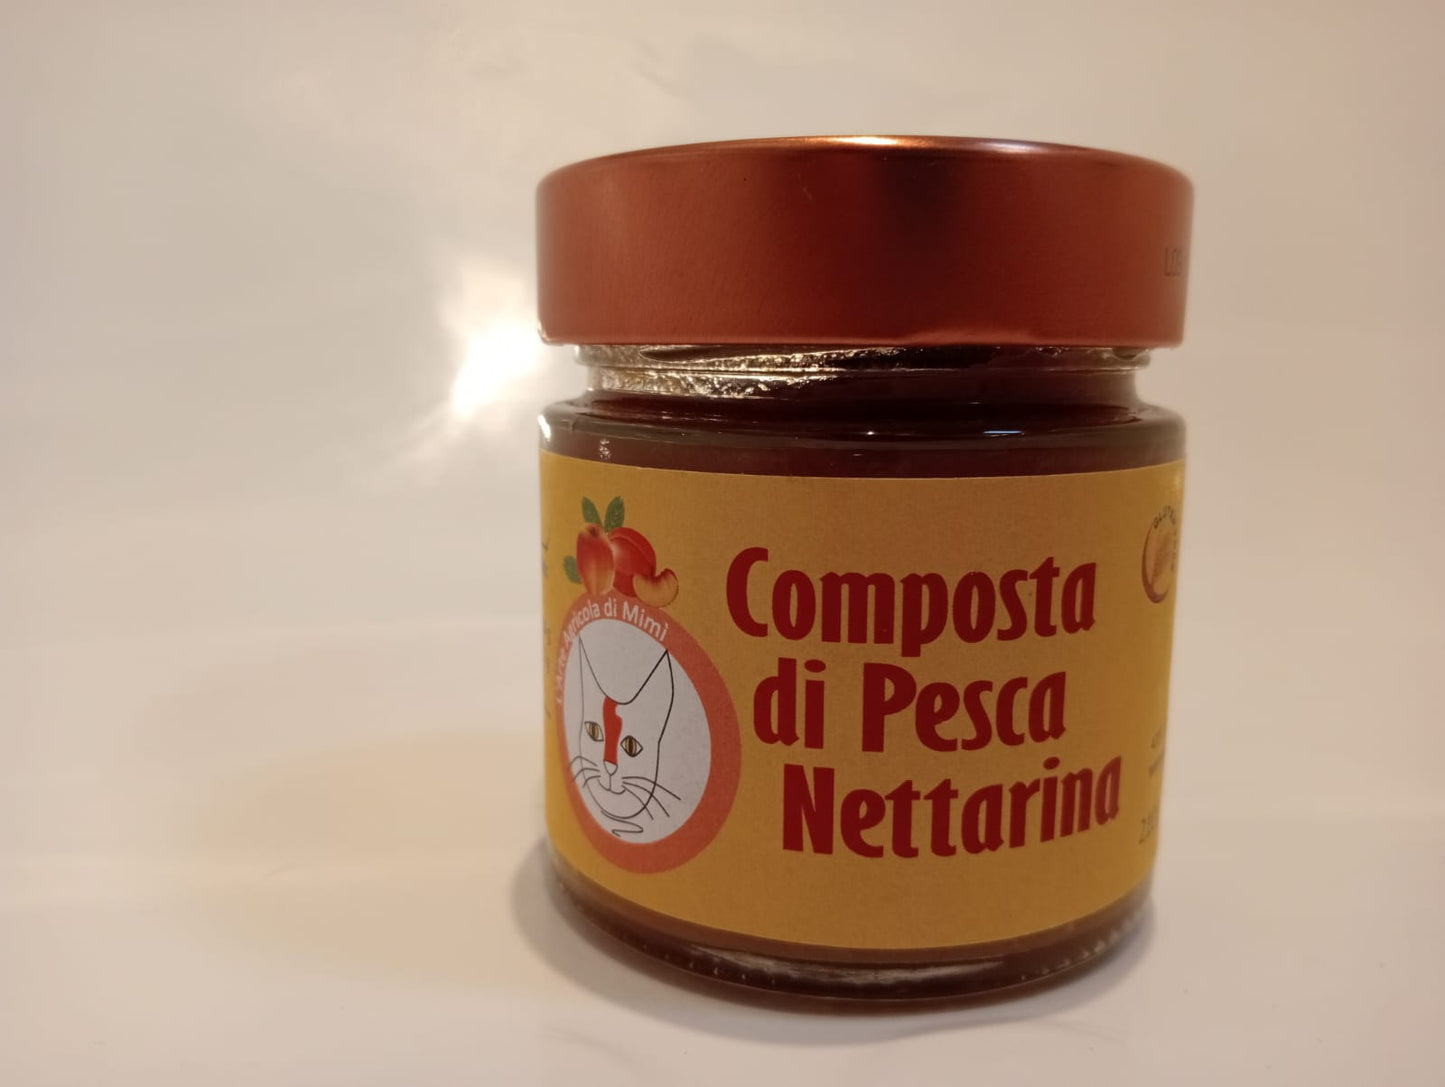 L'Arte Agricola di Mimì
Composta
di Pesca
Nettarina